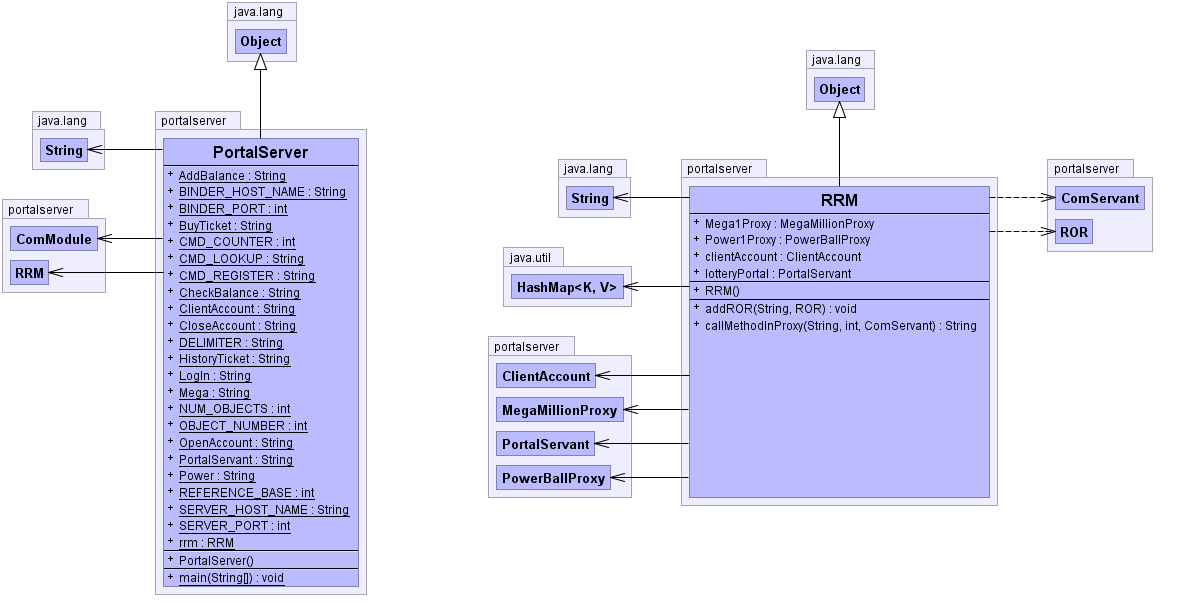 java.lang
Object
java.lang
String
portalserver
ComModule
RRM
portalserver
PortalServer
+ AddBalance : String
+ BINDER_HOST_NAME : String
+ BINDER_PORT : int
+ BuyTicket : String
+ CMD_COUNTER : int
+ CMD_LOOKUP : String
+ CMD_REGISTER : String
+ CheckBalance : String
+ ClientAccount : String
+ CloseAccount : String
+ DELIMITER : String
+ HistoryTicket : String
+ LogIn : String
+ Mega : String
+ NUM_OBJECTS : int
+ OBJECT_NUMBER : int
+ OpenAccount : String
+ PortalServant : String
+ Power : String
+ REFERENCE_BASE : int
+ SERVER_HOST_NAME : String
+ SERVER_PORT : int
+ rrm : RRM
+ PortalServer()
+ main(String[]) : void
java.lang
Object
java.lang
String
java.util
HashMap<K, V>
portalserver
ClientAccount
MegaMillionProxy
PortalServant
PowerBallProxy
portalserver
RRM
+ Mega1Proxy : MegaMillionProxy
+ Power1Proxy : PowerBallProxy
+ clientAccount : ClientAccount
+ lotteryPortal : PortalServant
+ RRM()
+ addROR(String, ROR) : void
+ callMethodInProxy(String, int, ComServant) : String
portalserver
ComServant
ROR